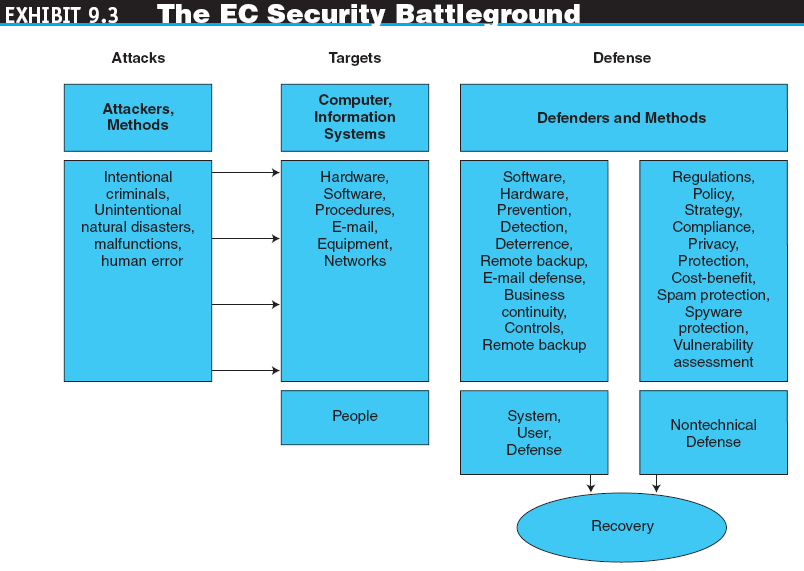 EXHIBIT 9.3 The EC Security Battleground
Attacks
Targets
Defense
Attackers,
Methods
Computer,
Information
Systems
Defenders and Methods
Intentional
criminals,
Unintentional
natural disasters,
malfunctions,
human error
Hardware,
Software,
Procedures,
E-mail,
Equipment,
Networks
Software,
Hardware,
Prevention,
Detection,
Deterrence,
Remote backup,
E-mail defense,
Business
continuity,
Controls,
Remote backup
Regulations,
Policy,
Strategy,
Compliance,
Privacy,
Protection,
Cost-benefit,
Spam protection,
Spyware
protection,
Vulnerability
assessment
People
System,
User,
Defense
Nontechnical
Defense
Recovery